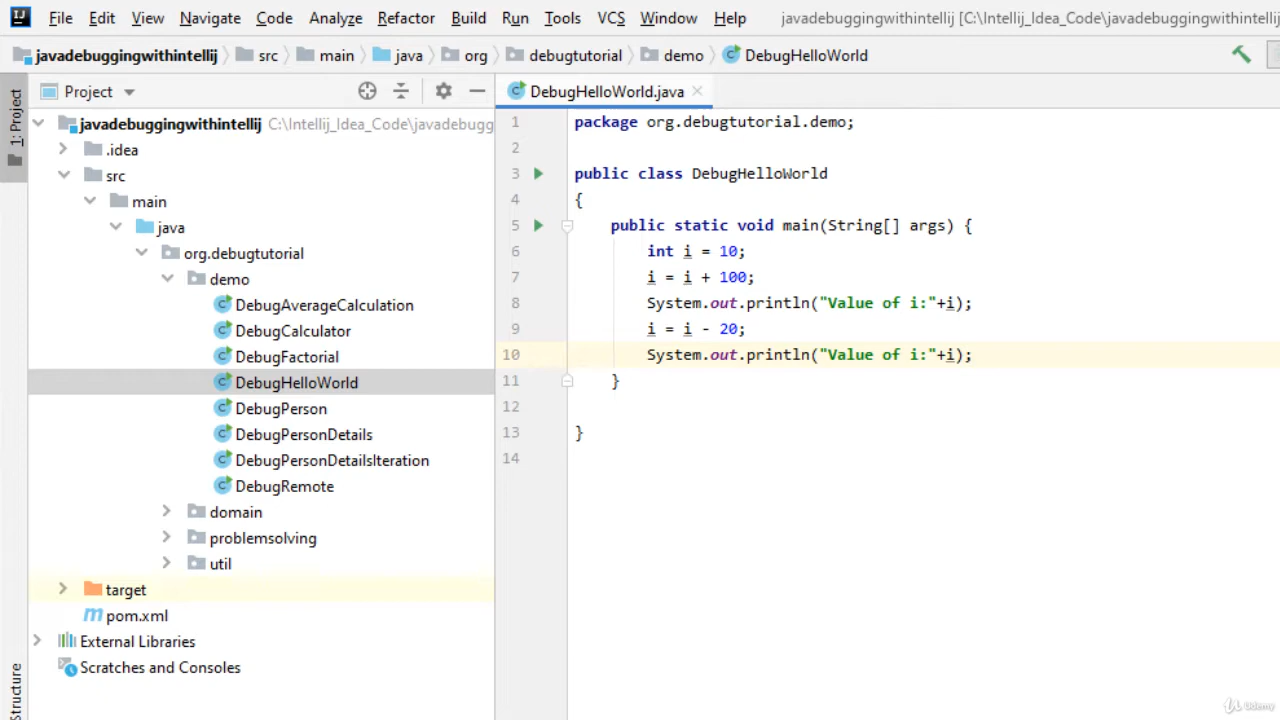 IJ File Edit View Navigate Code Analyze Refactor Build Run Tools VCS Window Help javadebuggingwithintellij [C:\Intellij_Idea_Code\javadebuggingwithintellij
javadebuggingwithintellij src main java org debugtutorial demo DebugHelloWorld
1: Project
Project
DebugHelloWorld.java
javadebuggingwithintellij C:\Intellij_Idea_Code\javadebugg
.idea
src
main
java
org.debugtutorial
demo
DebugAverageCalculation
DebugCalculator
DebugFactorial
DebugHelloWorld
DebugPerson
DebugPersonDetails
DebugPersonDetailsIteration
DebugRemote
domain
problemsolving
util
target
pom.xml
External Libraries
Scratches and Consoles
Structure
1 package org.debugtutorial.demo;
2
3 public class DebugHelloWorld
4 {
5 public static void main(String[] args) {
6 int i = 10;
7 i = i + 100;
8 System.out.println("Value of i:"+i);
9 i = i - 20;
10 System.out.println("Value of i:"+i);
11 }
12
13 }
14
Udemy